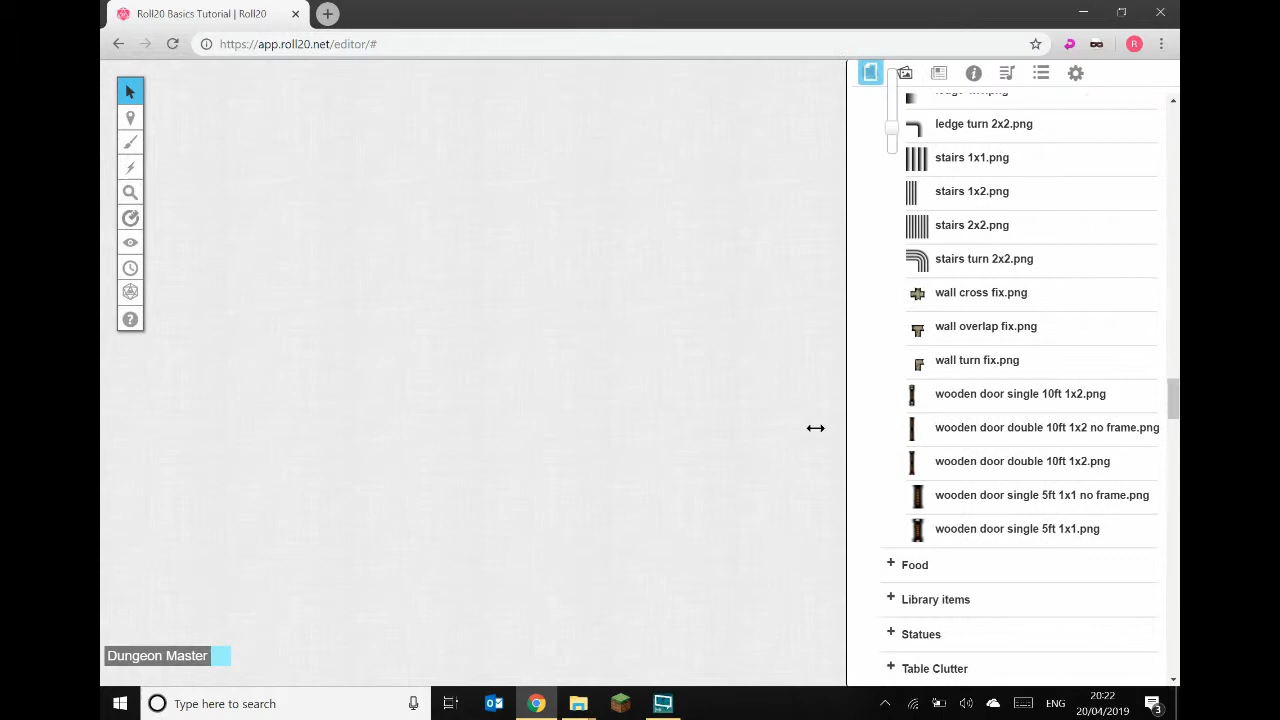 Roll20 Basics Tutorial | Roll20
https://app.roll20.net/editor/#
R
ledge turn 2x2.png
stairs 1x1.png
stairs 1x2.png
stairs 2x2.png
stairs turn 2x2.png
wall cross fix.png
wall overlap fix.png
wall turn fix.png
wooden door single 10ft 1x2.png
wooden door double 10ft 1x2 no frame.png
wooden door double 10ft 1x2.png
wooden door single 5ft 1x1 no frame.png
wooden door single 5ft 1x1.png
Food
Library items
Statues
Table Clutter
Dungeon Master
Type here to search
ENG
20:22
20/04/2019
3